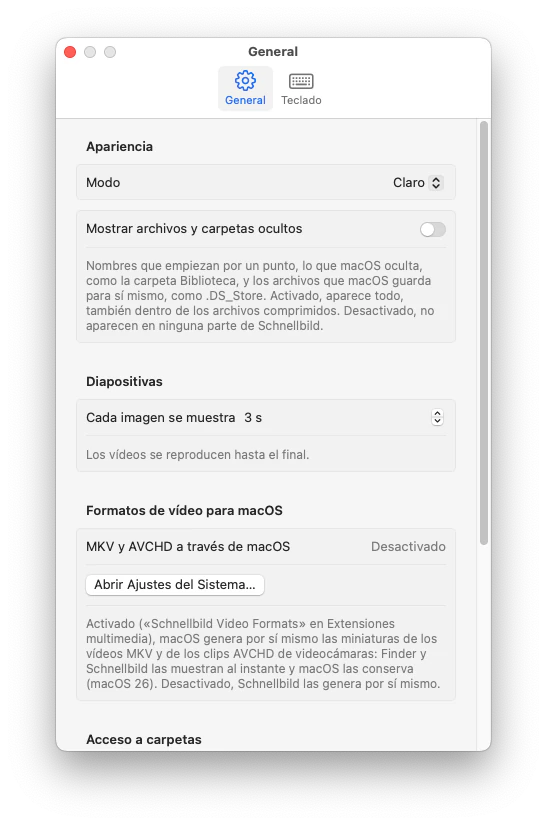 General
General
Teclado
Apariencia
Modo
Claro
Mostrar archivos y carpetas ocultos
Nombres que empiezan por un punto, lo que macOS oculta,
como la carpeta Biblioteca, y los archivos que macOS guarda
para sí mismo, como .DS_Store. Activado, aparece todo,
también dentro de los archivos comprimidos. Desactivado, no
aparecen en ninguna parte de Schnellbild.
Diapositivas
Cada imagen se muestra 3 s
Los vídeos se reproducen hasta el final.
Formatos de vídeo para macOS
MKV y AVCHD a través de macOS
Desactivado
Abrir Ajustes del Sistema...
Activado («Schnellbild Video Formats» en Extensiones
multimedia), macOS genera por sí mismo las miniaturas de los
vídeos MKV y de los clips AVCHD de videocámaras: Finder y
Schnellbild las muestran al instante y macOS las conserva
(macOS 26). Desactivado, Schnellbild las genera por sí mismo.
Acceso a carpetas